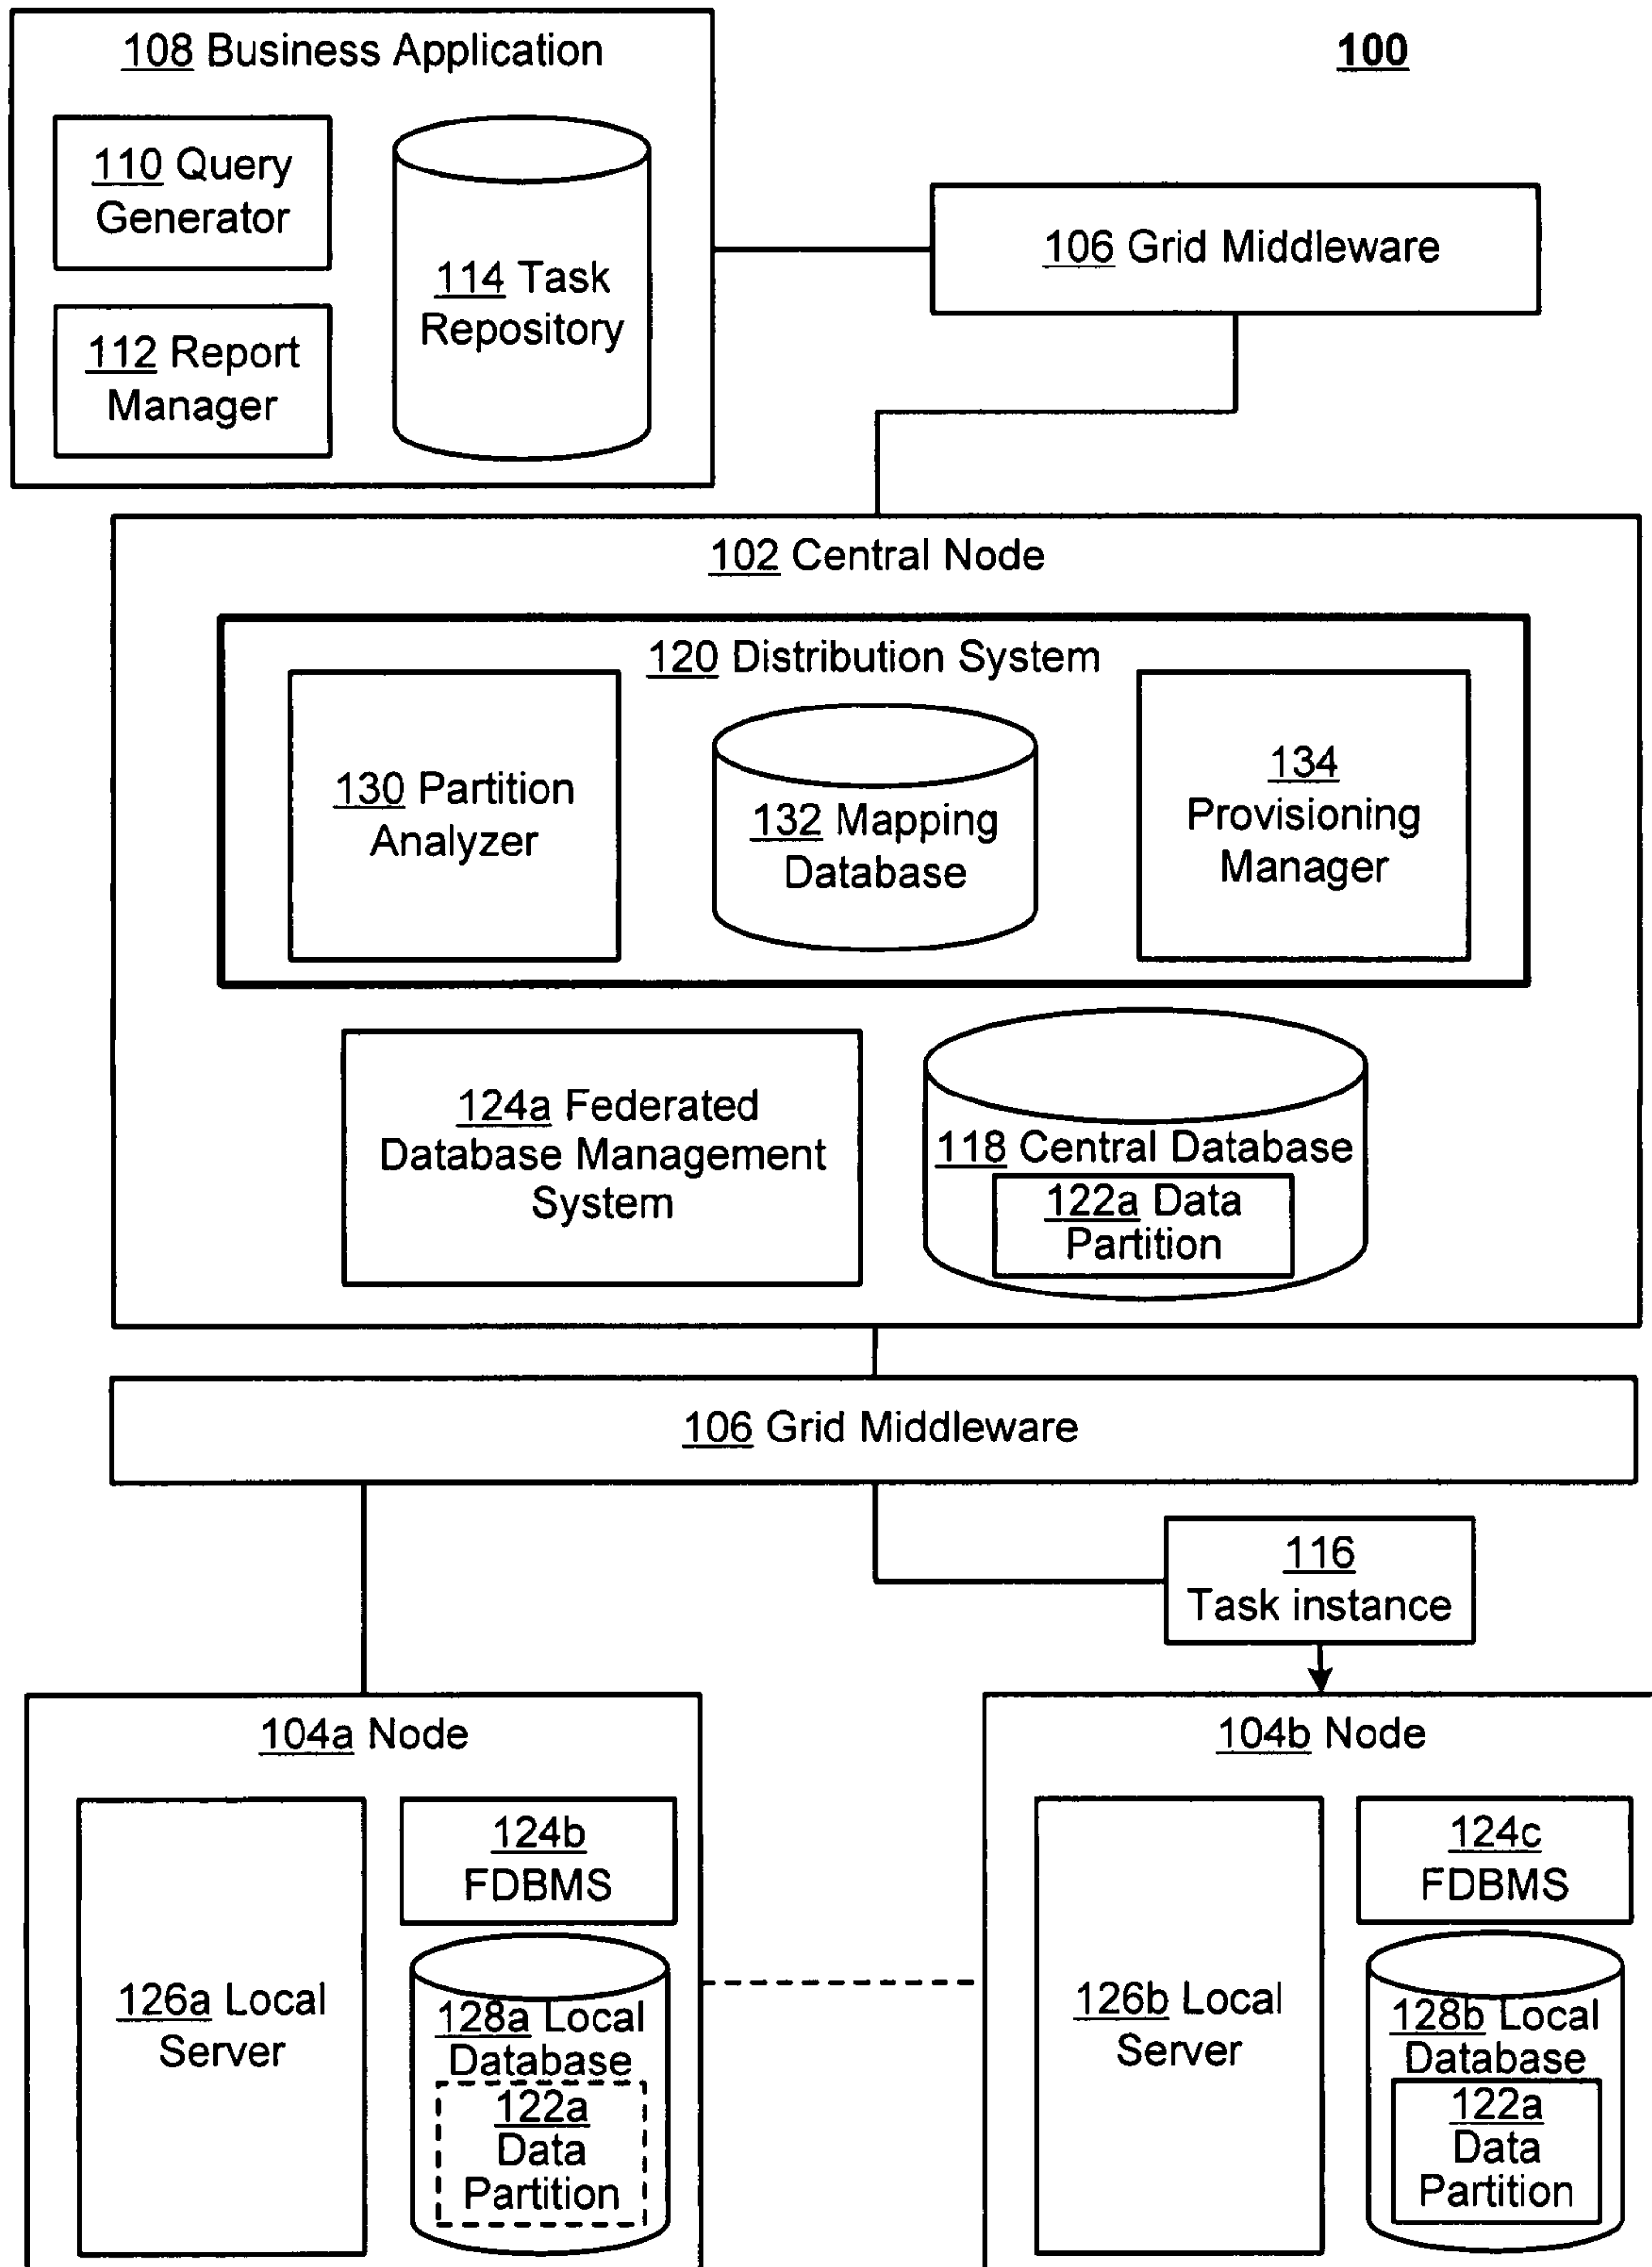 108 Business Application
100
110 Query
Generator
112 Report
Manager
114 Task
Repository
106 Grid Middleware
102 Central Node
120 Distribution System
130 Partition
Analyzer
132 Mapping
Database
134
Provisioning
Manager
124a Federated
Database Management
System
118 Central Database
122a Data
Partition
106 Grid Middleware
116
Task instance
104a Node
126a Local
Server
124b
FDBMS
128a Local
Database
122a
Data
Partition
104b Node
126b Local
Server
124c
FDBMS
128b Local
Database
122a
Data
Partition